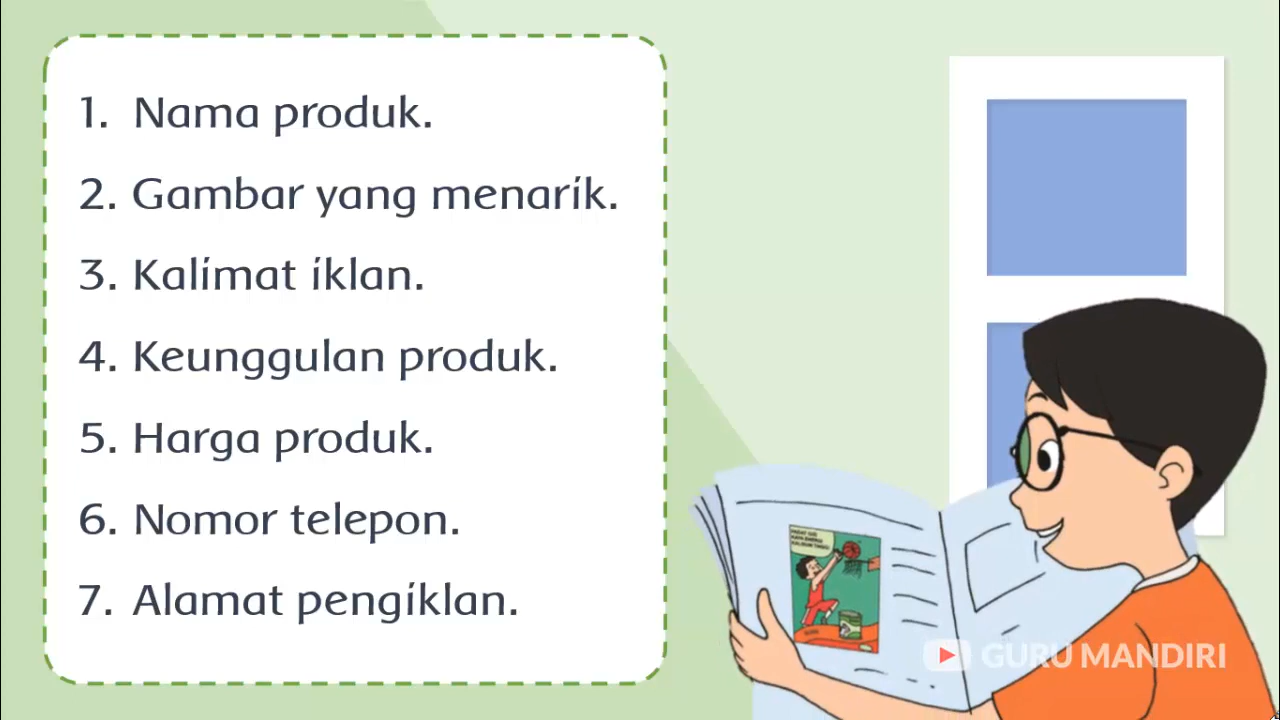 1. Nama produk.
2. Gambar yang menarik.
3. Kalimat iklan.
4. Keunggulan produk.
5. Harga produk.
6. Nomor telepon.
7. Alamat pengiklan.
GURU MANDIRI